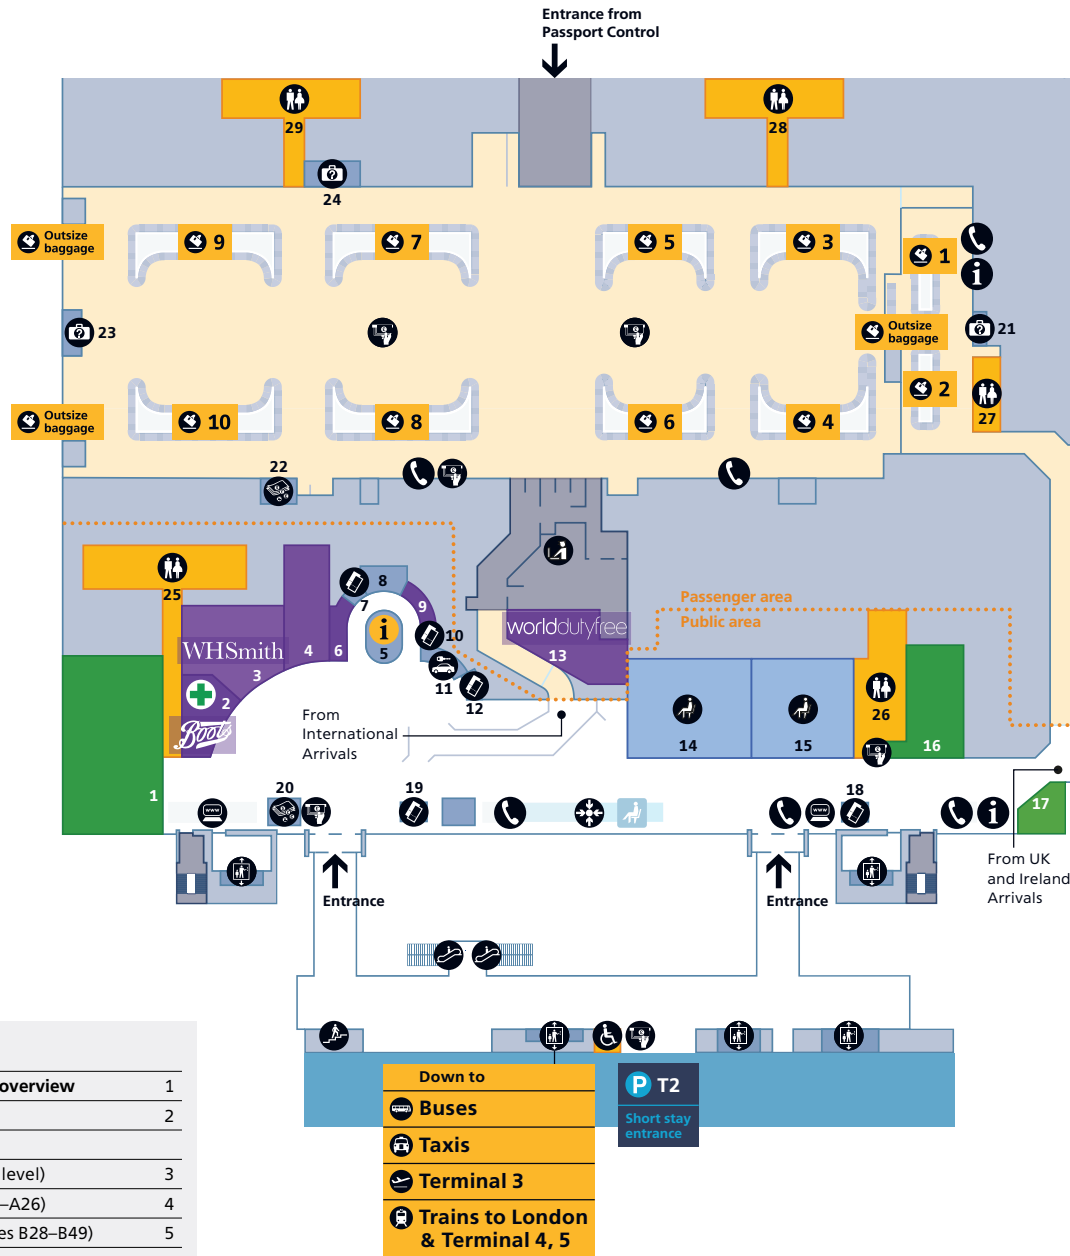 Entrance from
Passport Control
29
28
24
Outsize
baggage
9
7
5
3
1
23
Outsize
baggage
21
Outsize
baggage
10
8
6
4
2
27
22
25
8
7
9
Passenger area
Public area
WHSmith
4
6
i
5
10
worlddutyfree
13
3
11
2
12
26
Boots
From
International
Arrivals
14
15
16
1
20
19
18
17
www
www
From UK
and Ireland
Arrivals
Entrance
Entrance
Down to
Buses
Taxis
Terminal 3
Trains to London
& Terminal 4, 5
P T2
Short stay
entrance
overview 1
2
level) 3
–A26) 4
es B28–B49) 5